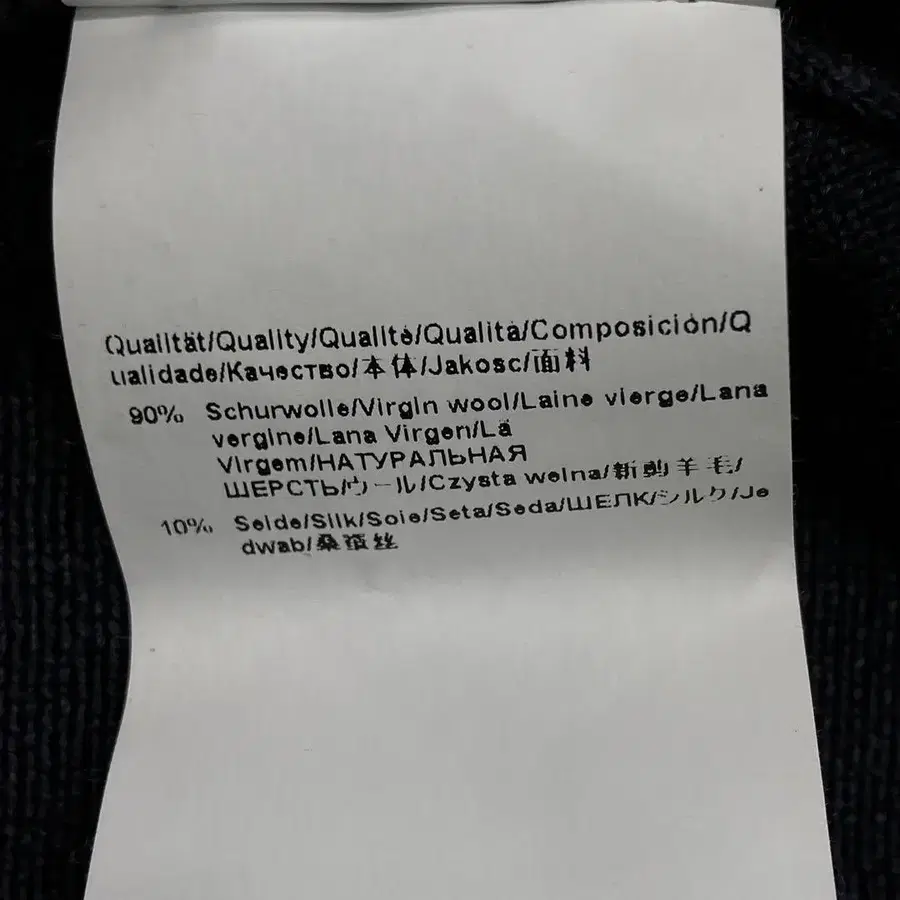 Qualität/Quality/Qualité/Qualità/Composición/Q
ualidade/Качество/本体/Jakosc/面料
90% Schurwolle/Virgin wool/Laine vierge/Lana
vergine/Lana Virgen/Lã
Virgem/НАТУРАЛЬНАЯ
ШЕРСТЬ/ウール/Czysta welna/新剪羊毛/
10% Seide/Silk/Soie/Seta/Seda/ШЕЛК/シルク/Je
dwab/桑蚕丝